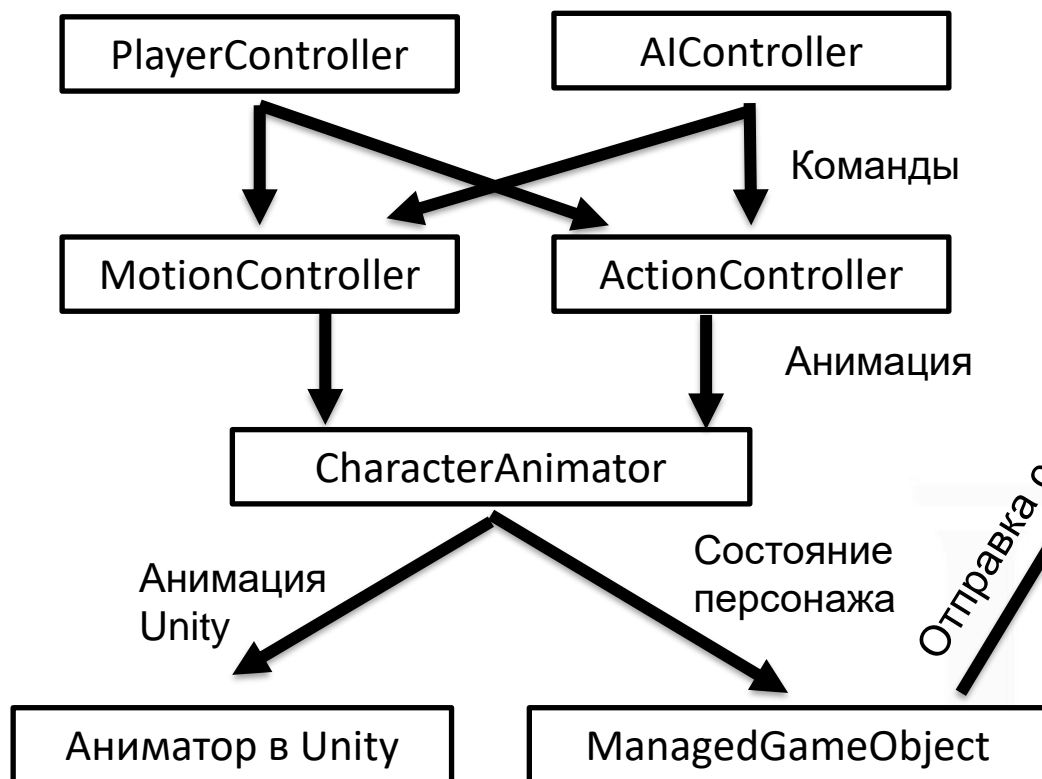 PlayerController
AIController
Команды
MotionController
ActionController
Анимация
CharacterAnimator
Анимация
Unity
Состояние
персонажа
Отправка
Аниматор в Unity
ManagedGameObject